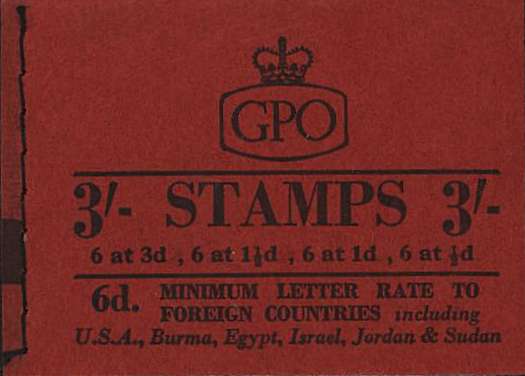 GPO
3/- STAMPS 3/-
6 at 3d , 6 at 1½d , 6 at 1d , 6 at ½d
6d. MINIMUM LETTER RATE TO
FOREIGN COUNTRIES including
U.S.A., Burma, Egypt, Israel, Jordan & Sudan